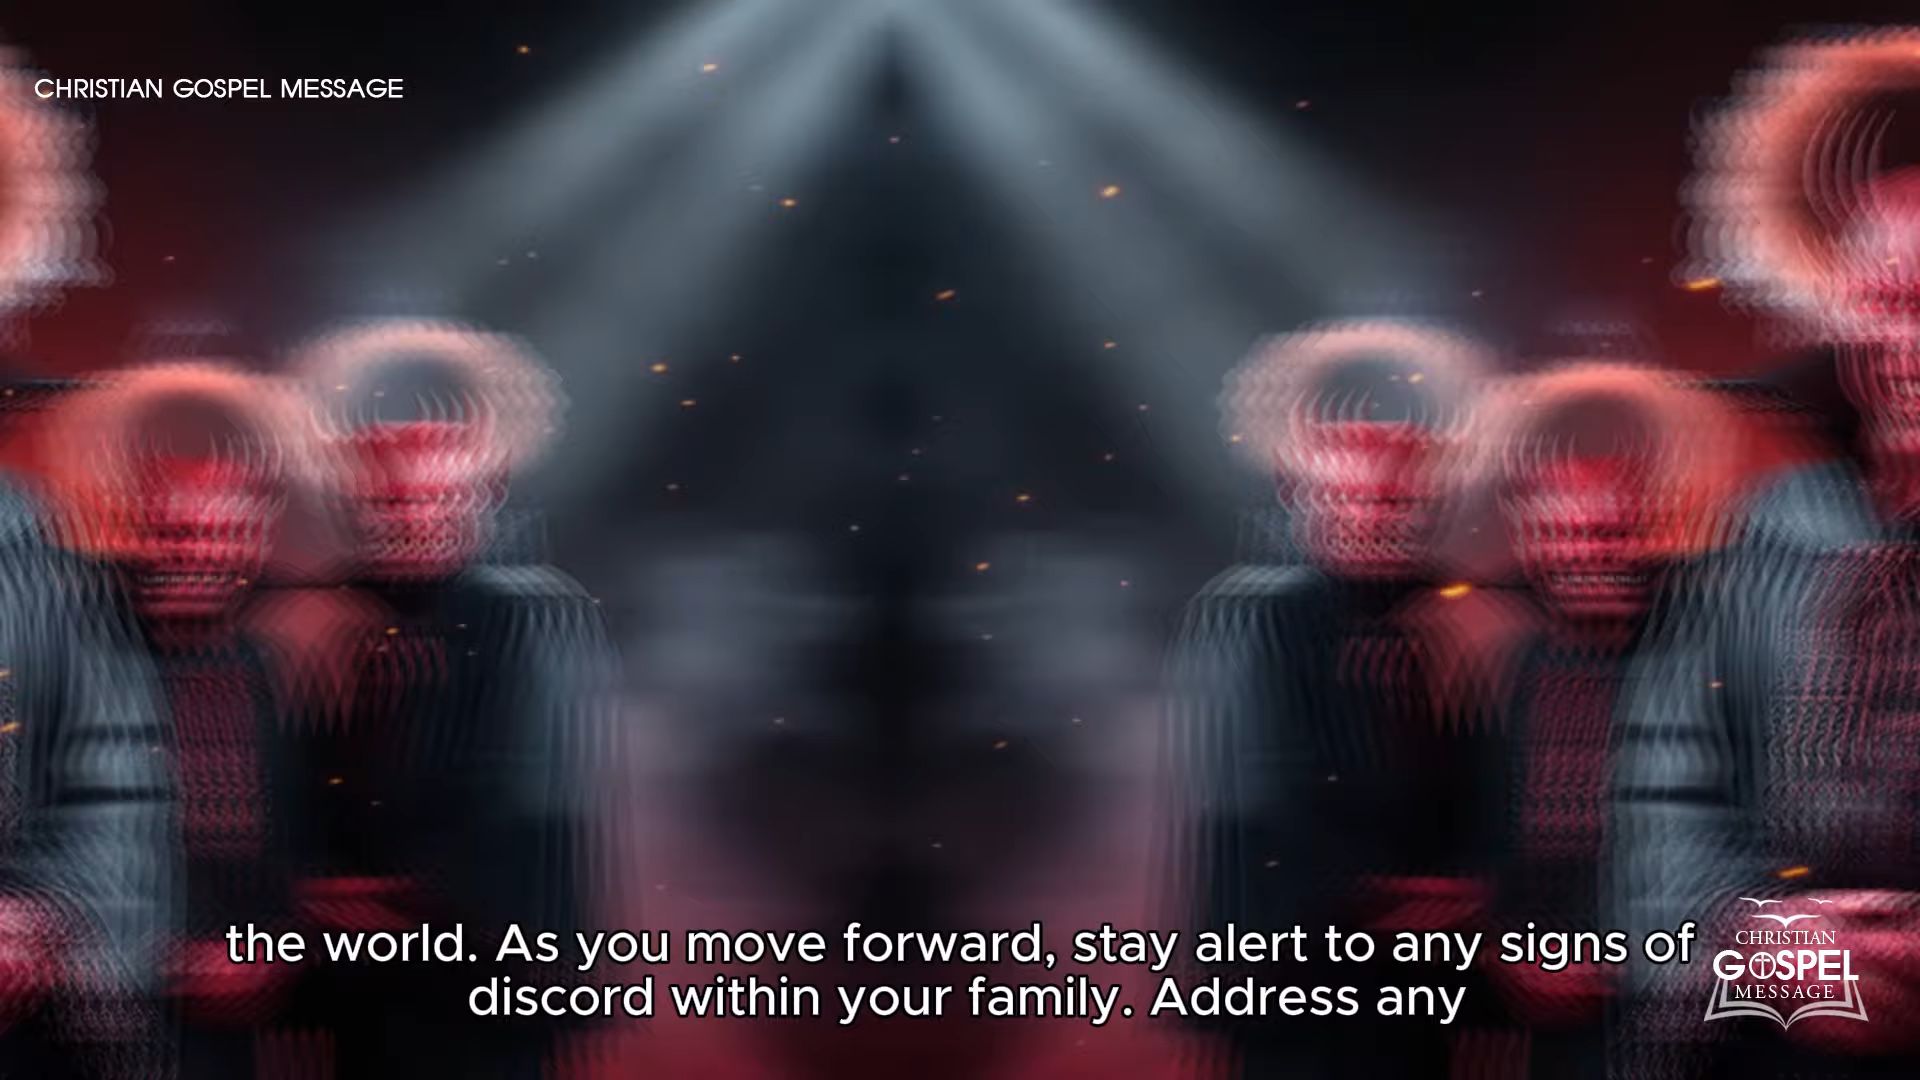 CHRISTIAN GOSPEL MESSAGE
the world. As you move forward, stay alert to any signs of
discord within your family. Address any
CHRISTIAN
GOSPEL
MESSAGE